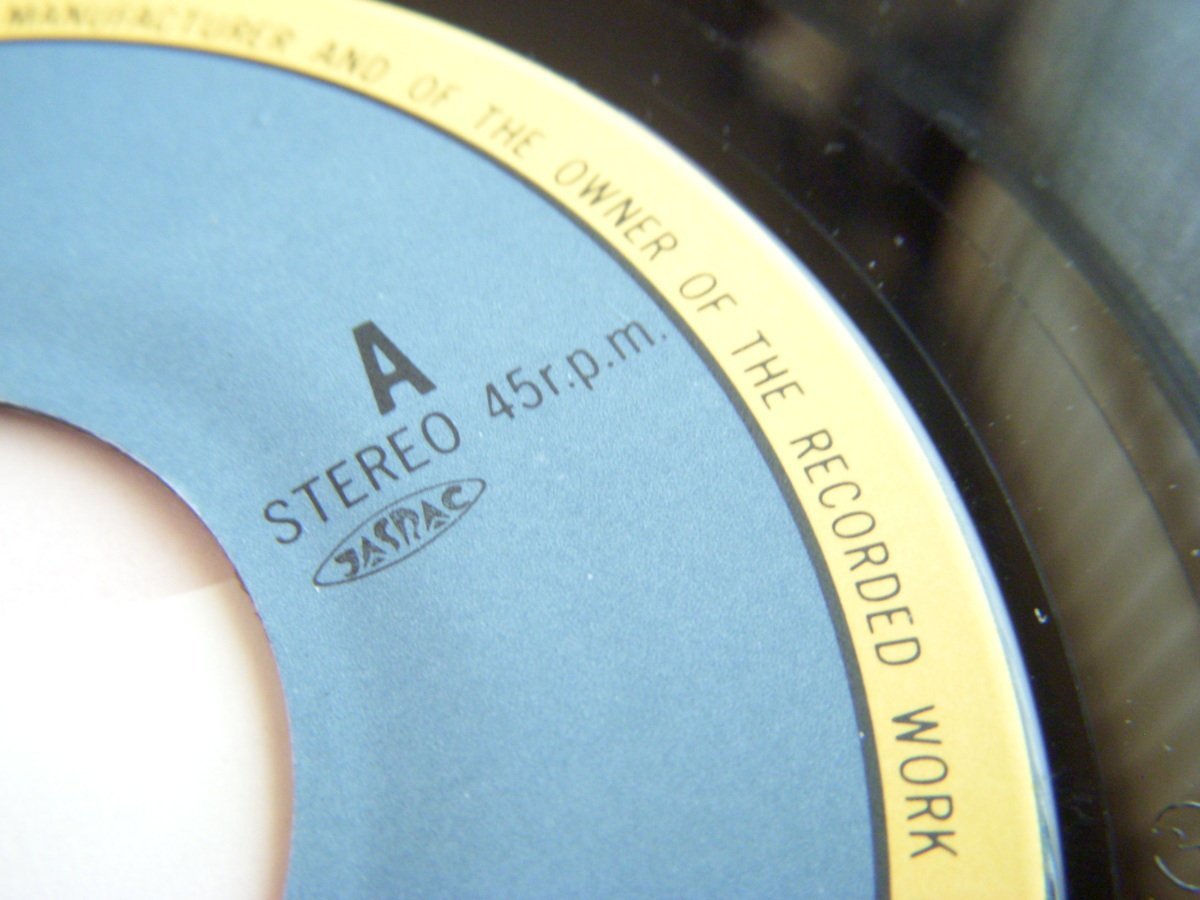 MANUFACTURER AND OF THE OWNER OF THE RECORDED WORK
A
STEREO 45r.p.m.
JASRAC